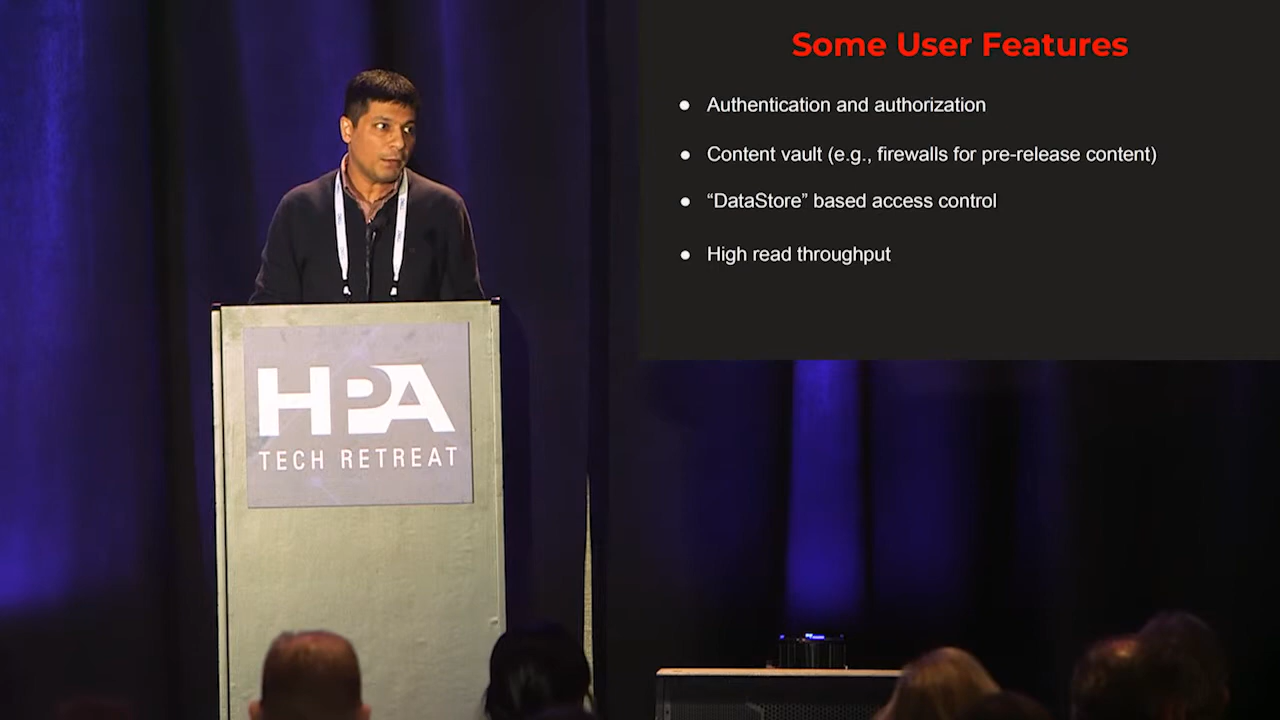 Some User Features
● Authentication and authorization
● Content vault (e.g., firewalls for pre-release content)
● “DataStore” based access control
● High read throughput
HPA
TECH RETREAT